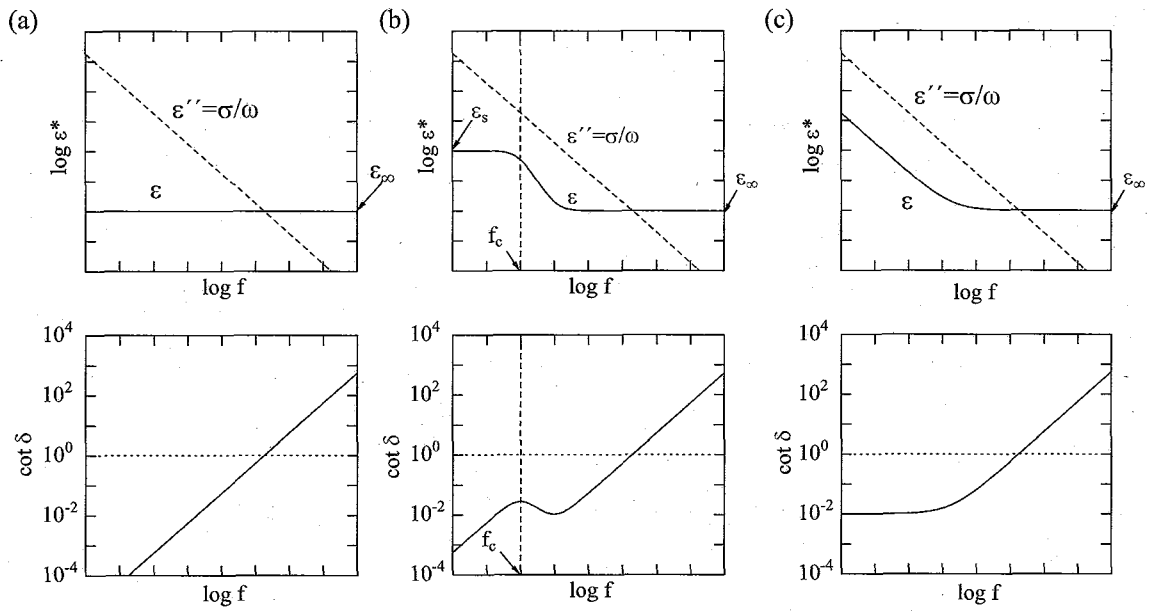 (a)
log ε*
ε´´=σ/ω
ε
ε∞
log f
(b)
log ε*
εs
ε´´=σ/ω
ε
ε∞
fc
log f
(c)
log ε*
ε´´=σ/ω
ε
ε∞
log f
cot δ
10^4
10^2
10^0
10^-2
10^-4
log f
cot δ
10^4
10^2
10^0
10^-2
10^-4
fc
log f
cot δ
10^4
10^2
10^0
10^-2
10^-4
log f